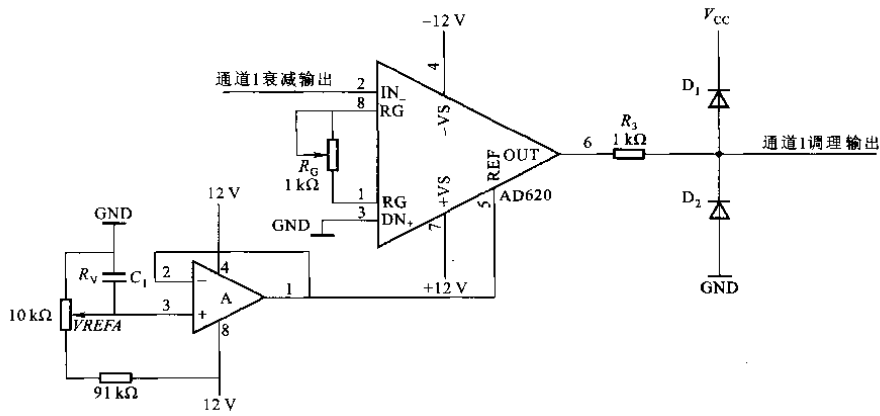 −12 V
V_CC
4
通道1衰减输出
2
IN_-
8
RG
−VS
D_1
R_3
1 kΩ
6
通道1调理输出
OUT
R_G
1 kΩ
REF
1
RG
+VS
AD620
5
3
DN_+
GND
7
D_2
12 V
GND
+12 V
GND
R_V
C_1
2
−
4
A
1
10 kΩ
VREFA
3
+
8
91 kΩ
12 V